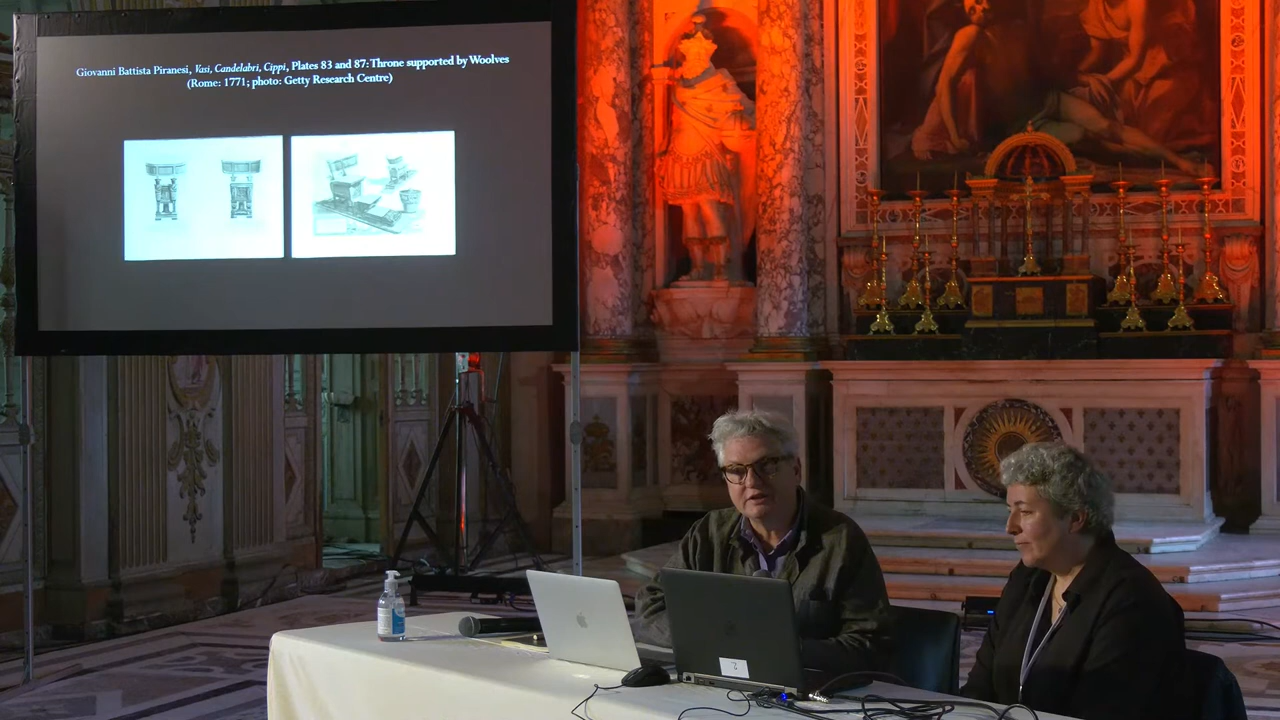 Giovanni Battista Piranesi, Vasi, Candelabri, Cippi, Plates 83 and 87: Throne supported by Woolves
(Rome: 1771; photo: Getty Research Centre)
2